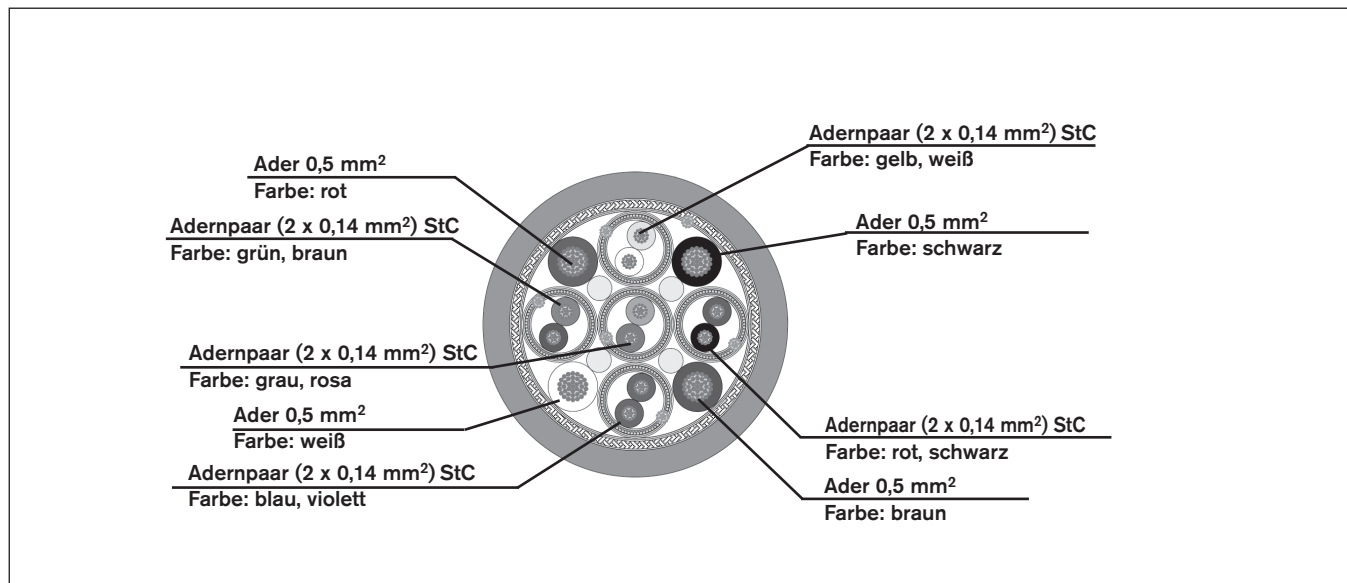 Ader 0,5 mm²
Farbe: rot
Adernpaar (2 x 0,14 mm²) StC
Farbe: grün, braun
Adernpaar (2 x 0,14 mm²) StC
Farbe: grau, rosa
Ader 0,5 mm²
Farbe: weiß
Adernpaar (2 x 0,14 mm²) StC
Farbe: blau, violett
Adernpaar (2 x 0,14 mm²) StC
Farbe: gelb, weiß
Ader 0,5 mm²
Farbe: schwarz
Adernpaar (2 x 0,14 mm²) StC
Farbe: rot, schwarz
Ader 0,5 mm²
Farbe: braun